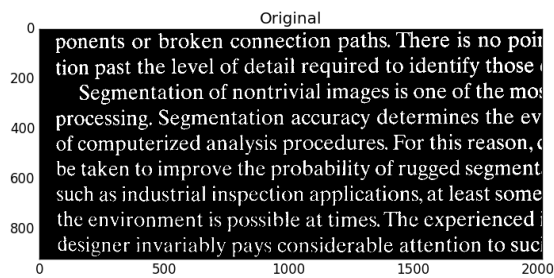 Original
0
200
400
600
800
ponents or broken connection paths. There is no poi
tion past the level of detail required to identify those
Segmentation of nontrivial images is one of the mos
processing. Segmentation accuracy determines the ev
of computerized analysis procedures. For this reason, c
be taken to improve the probability of rugged segment
such as industrial inspection applications, at least some
the environment is possible at times. The experienced i
designer invariably pays considerable attention to suc
0 500 1000 1500 2000